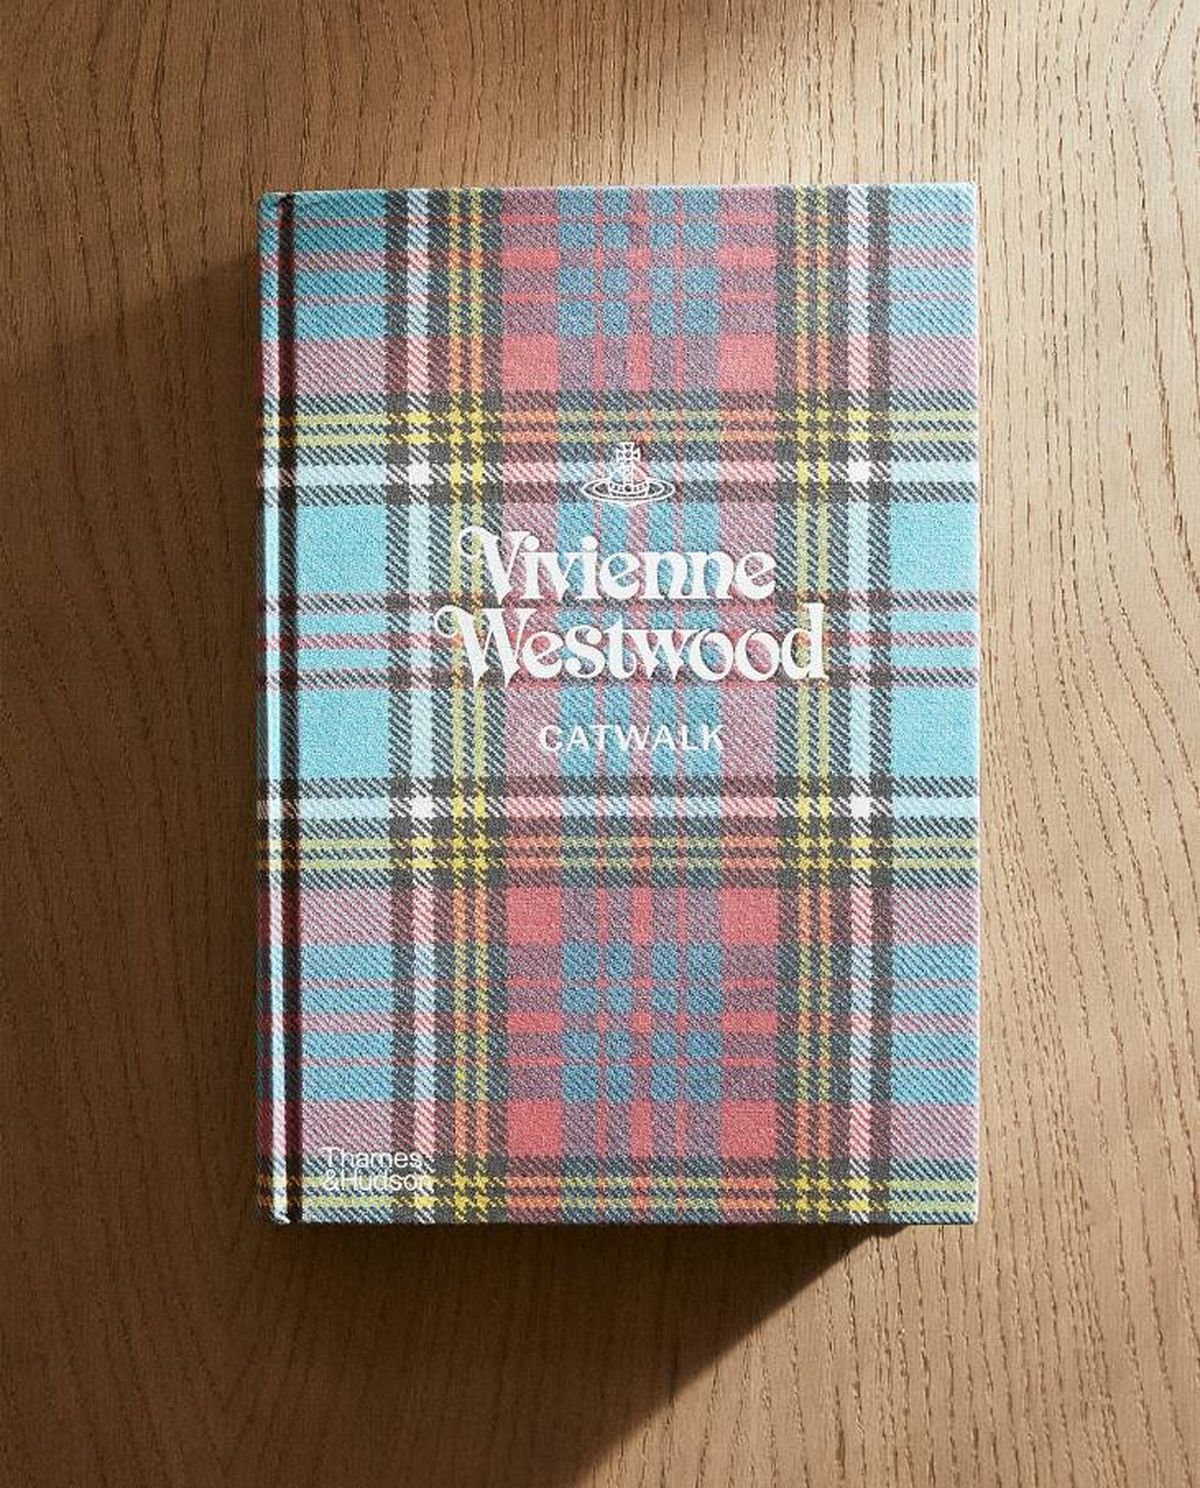 Vivienne
Westwood
CATWALK
Thames
&Hudson